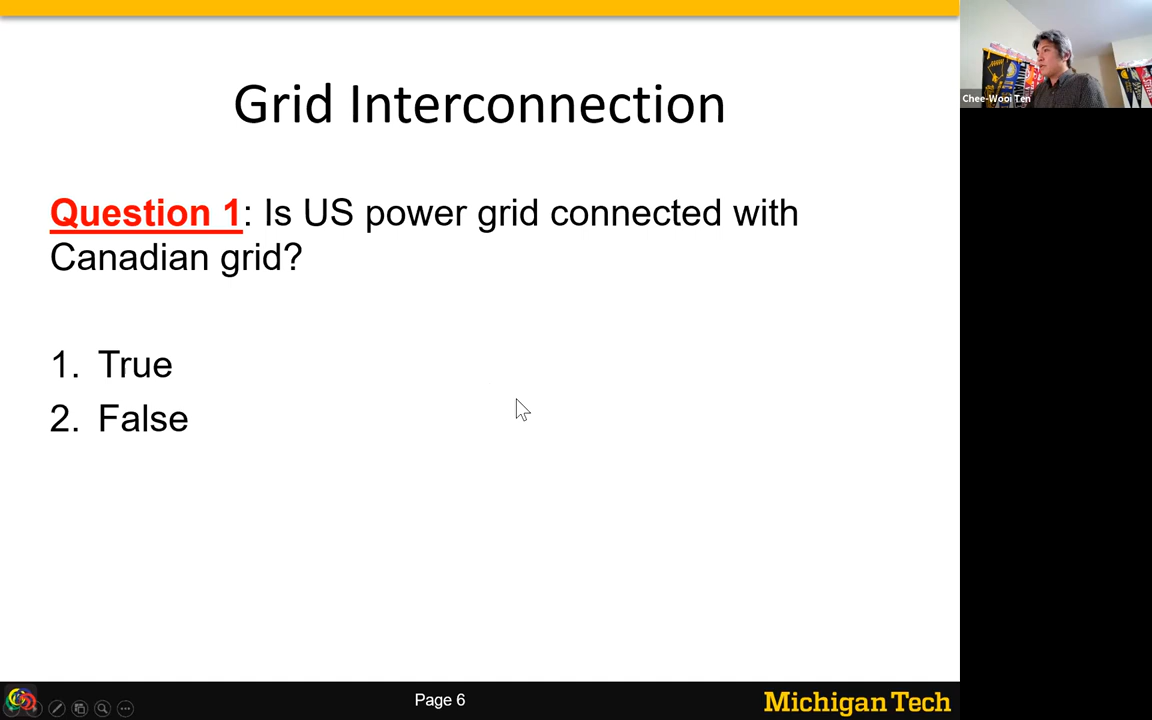 Grid Interconnection
Question 1: Is US power grid connected with
Canadian grid?
1. True
2. False
Page 6
Michigan Tech
Chee-Wooi Ten